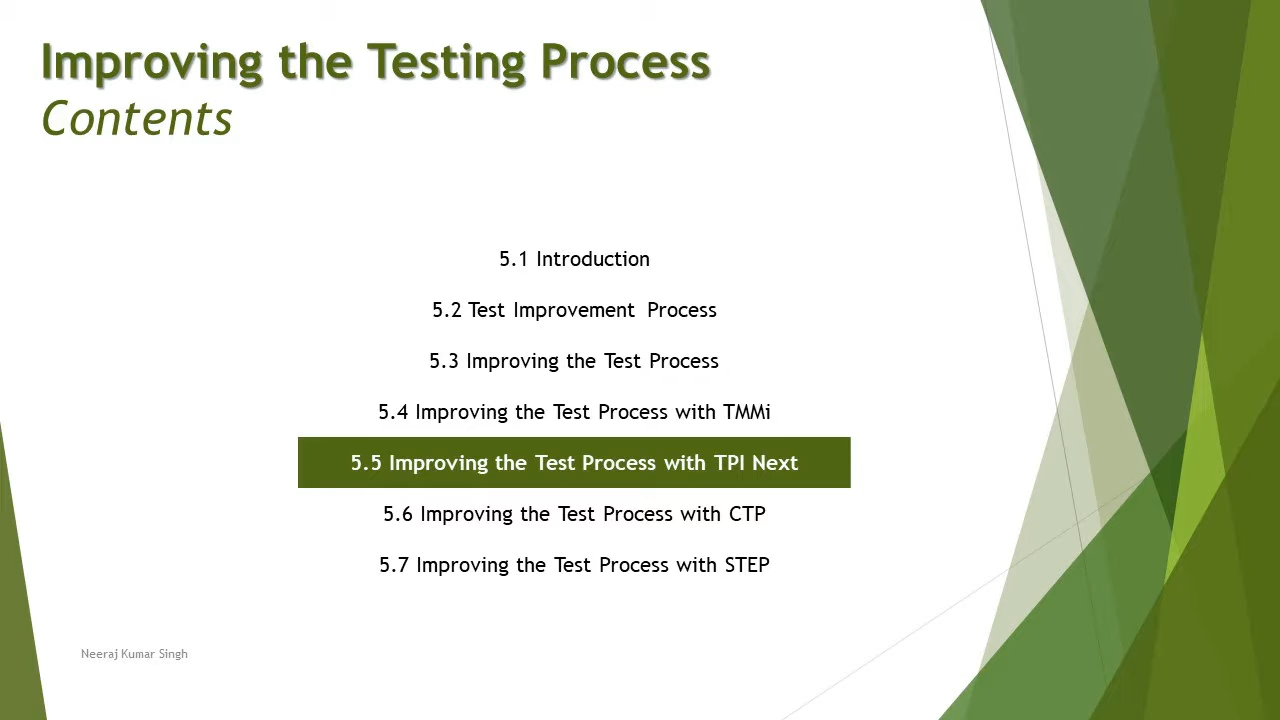 Improving the Testing Process
Contents
5.1 Introduction
5.2 Test Improvement Process
5.3 Improving the Test Process
5.4 Improving the Test Process with TMMi
5.5 Improving the Test Process with TPI Next
5.6 Improving the Test Process with CTP
5.7 Improving the Test Process with STEP
Neeraj Kumar Singh